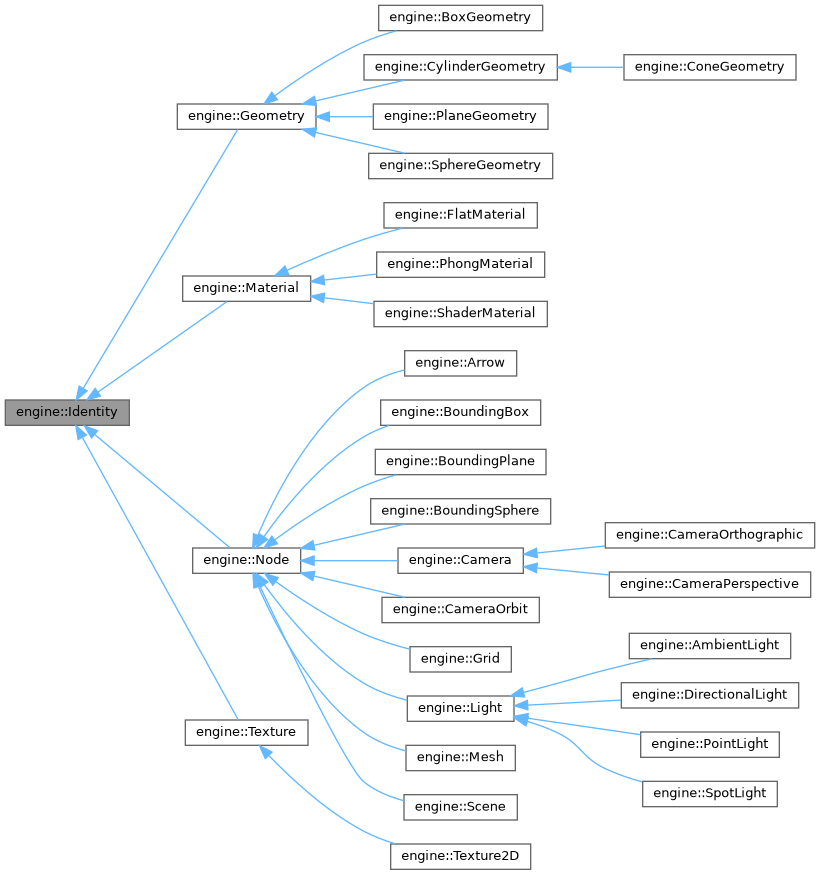 engine::BoxGeometry
engine::CylinderGeometry
engine::ConeGeometry
engine::Geometry
engine::PlaneGeometry
engine::SphereGeometry
engine::FlatMaterial
engine::PhongMaterial
engine::Material
engine::ShaderMaterial
engine::Arrow
engine::Identity
engine::BoundingBox
engine::BoundingPlane
engine::BoundingSphere
engine::CameraOrthographic
engine::Node
engine::Camera
engine::CameraPerspective
engine::CameraOrbit
engine::AmbientLight
engine::Grid
engine::DirectionalLight
engine::Light
engine::Texture
engine::PointLight
engine::Mesh
engine::SpotLight
engine::Scene
engine::Texture2D